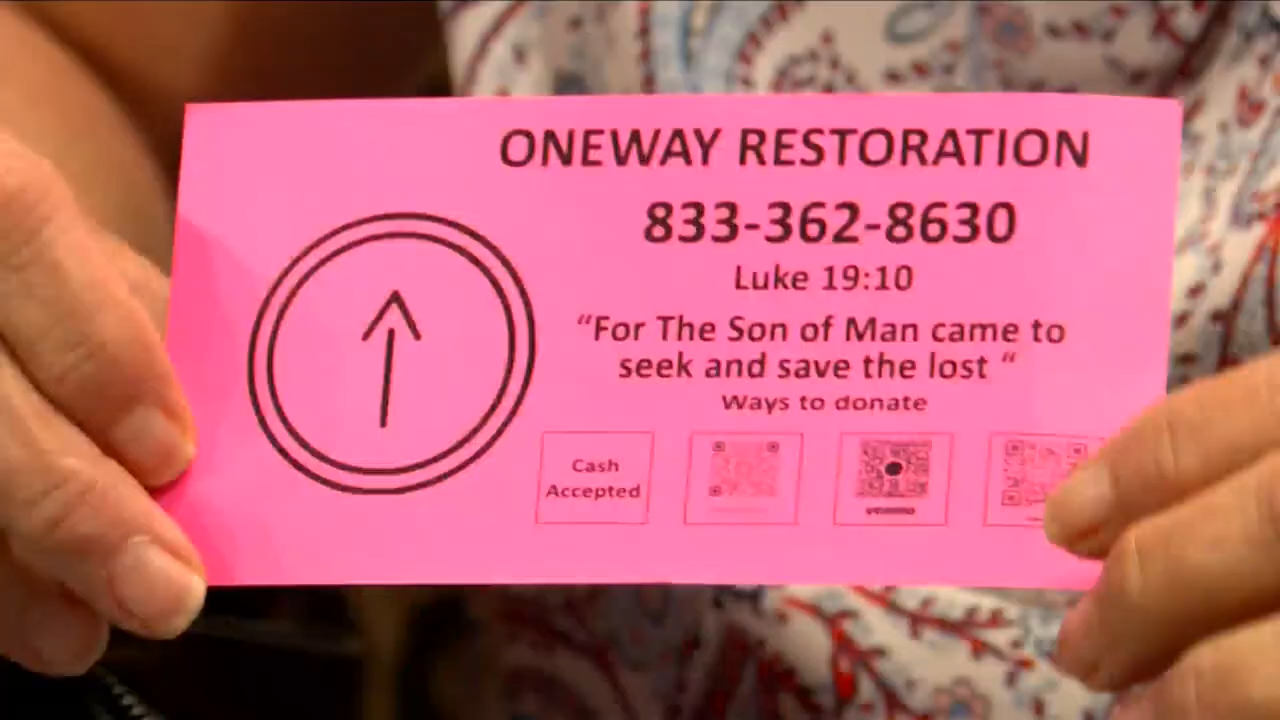 ONEWAY RESTORATION
833-362-8630
Luke 19:10
“For The Son of Man came to
seek and save the lost “
Ways to donate
Cash
Accepted
venmo